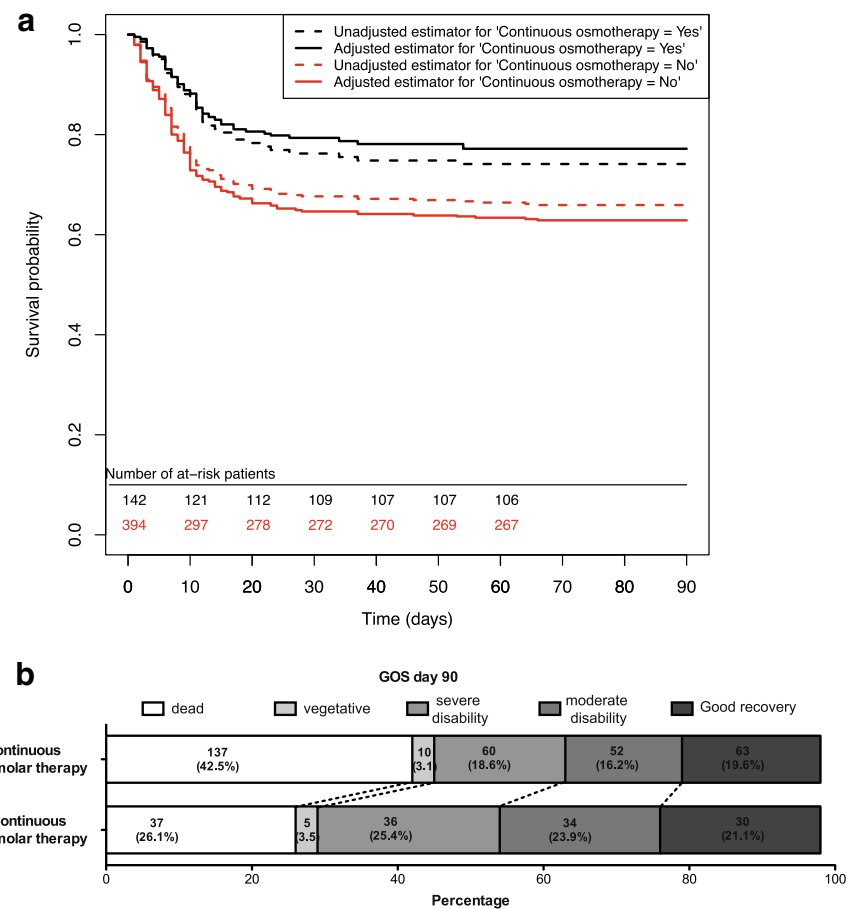 a
Unadjusted estimator for 'Continuous osmotherapy = Yes'
Adjusted estimator for 'Continuous osmotherapy = Yes'
Unadjusted estimator for 'Continuous osmotherapy = No'
Adjusted estimator for 'Continuous osmotherapy = No'
Survival probability
1.0
0.8
0.6
0.4
0.2
0.0
Number of at−risk patients
142 121 112 109 107 107 106
394 297 278 272 270 269 267
0 10 20 30 40 50 60 70 80 90
Time (days)
b
GOS day 90
dead
vegetative
severe
disability
moderate
disability
Good recovery
ontinuous
molar therapy
137
(42.5%)
10
(3.1)
60
(18.6%)
52
(16.2%)
63
(19.6%)
ontinuous
molar therapy
37
(26.1%)
5
(3.5)
36
(25.4%)
34
(23.9%)
30
(21.1%)
0 20 40 60 80 100
Percentage